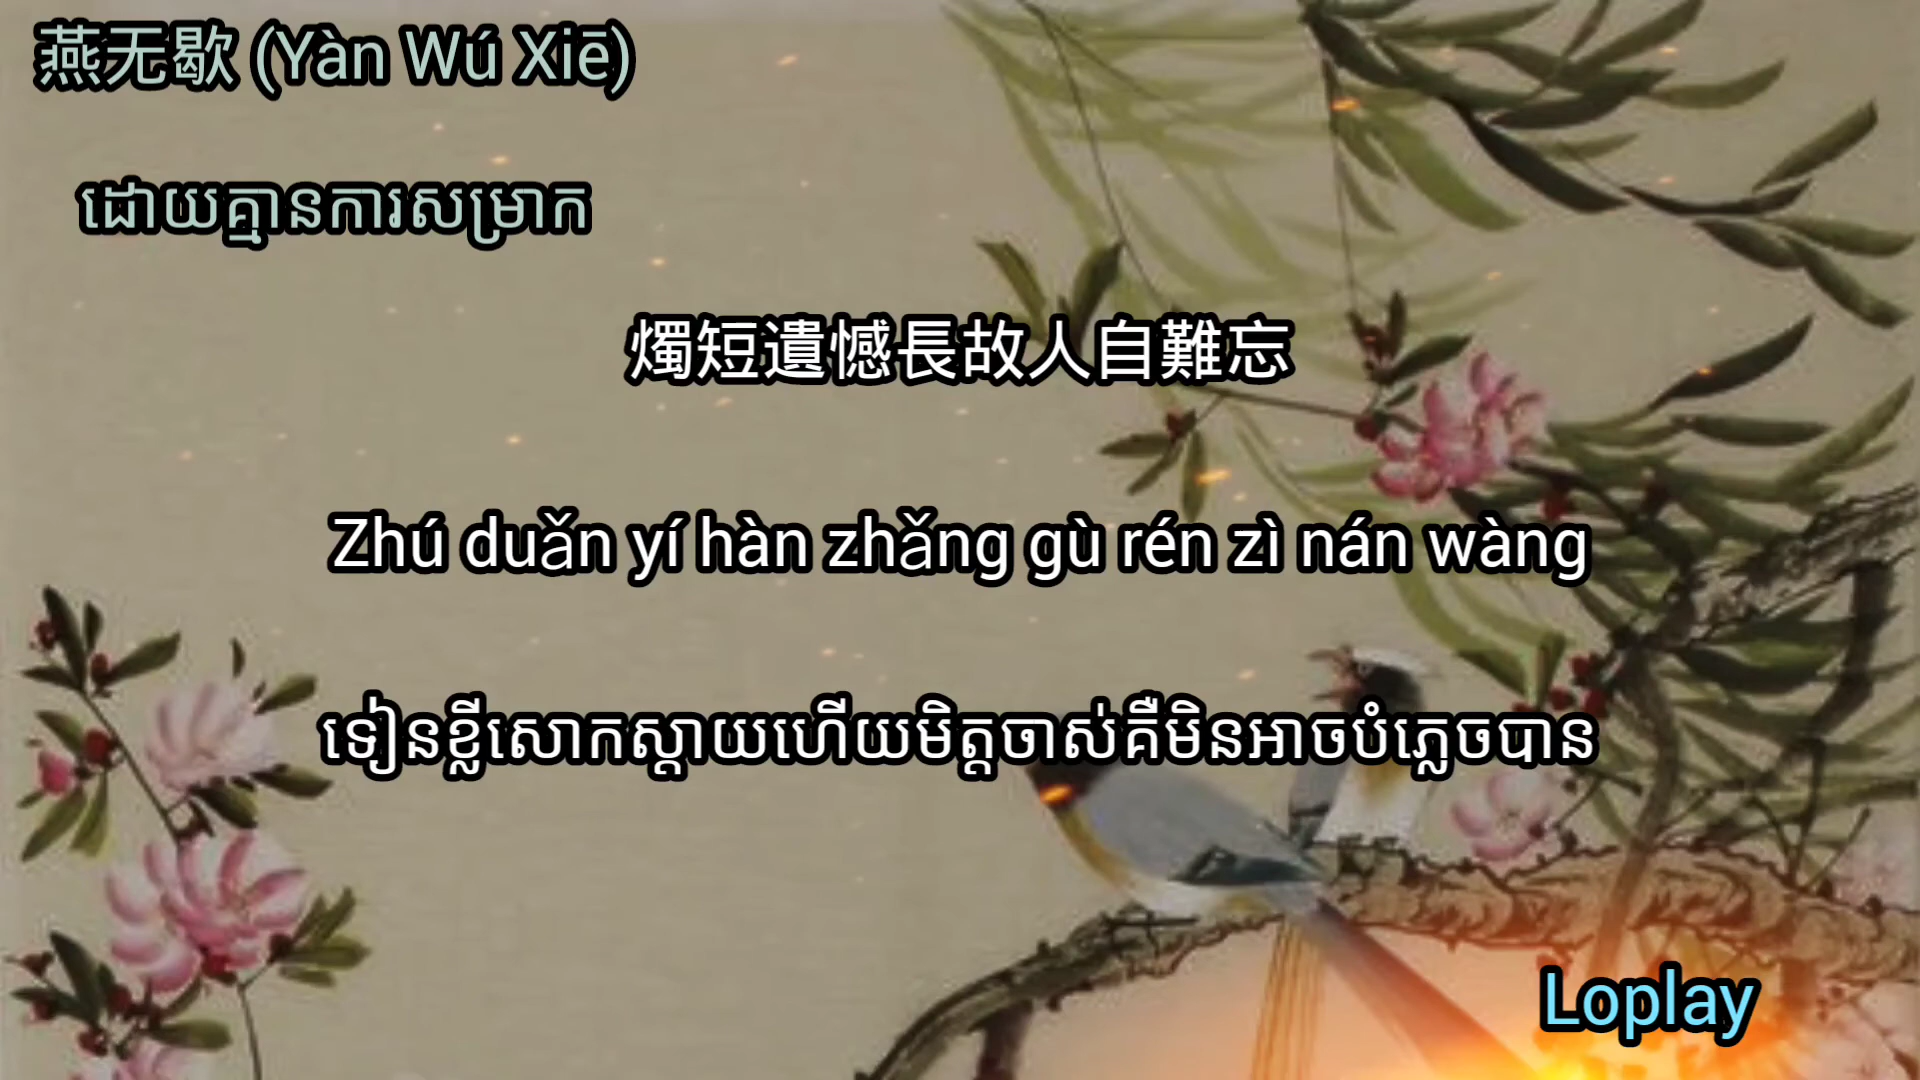 燕无歇 (Yàn Wú Xiē)
ដោយគ្មានការសម្រាក
燭短遺憾長故人自難忘
Zhú duǎn yí hàn zhǎng gù rén zì nán wàng
ទៀនខ្លីសោកស្តាយហើយមិត្តចាស់គឺមិនអាចបំភ្លេចបាន
Loplay